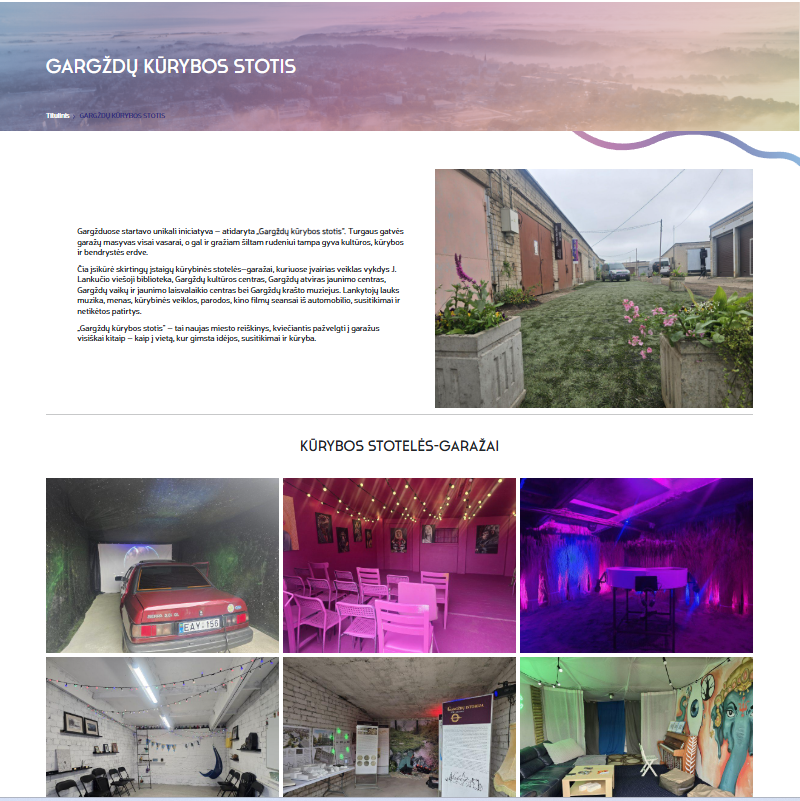 GARGŽDŲ KŪRYBOS STOTIS
Titulinis / GARGŽDŲ KŪRYBOS STOTIS
Gargžduose startavo unikali iniciatyva – atidaryta „Gargždų kūrybos stotis“. Turgaus gatvės
garažų masyvas visai vasarai, o gal ir gražiam šiltam rudeniui tampa gyva kultūros, kūrybos
ir bendrystės erdve.
Čia įsikūrė skirtingų įstaigų kūrybinės stotelės–garažai, kuriuose įvairias veiklas vykdys J.
Lankučio viešoji biblioteka, Gargždų kultūros centras, Gargždų atviras jaunimo centras,
Gargždų vaikų ir jaunimo laisvalaikio centras bei Gargždų krašto muziejus. Lankytojų lauks
muzika, menas, kūrybinės veiklos, parodos, kino filmų seansai iš automobilio, susitikimai ir
netikėtos patirtys.
„Gargždų kūrybos stotis“ – tai naujas miesto reiškinys, kviečiantis pažvelgti į garažus
visiškai kitaip – kaip į vietą, kur gimsta idėjos, susitikimai ir kūryba.
KŪRYBOS STOTELĖS-GARAŽAI
EAY·156